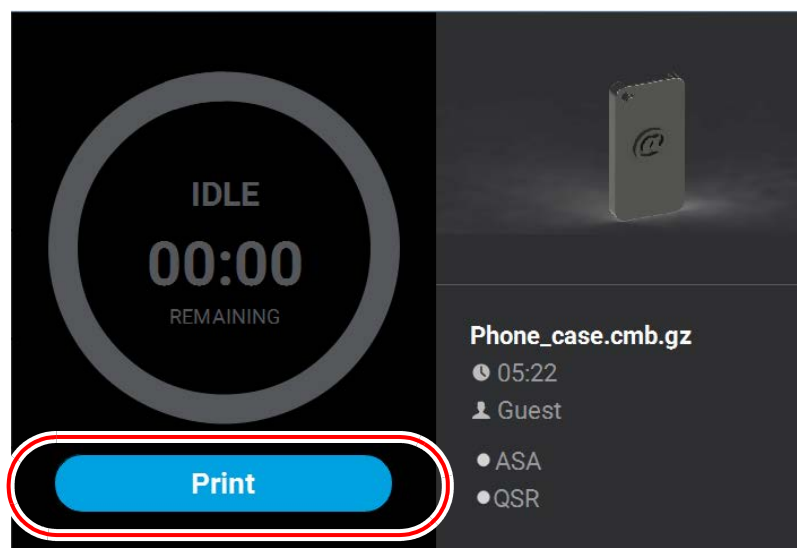 IDLE
00:00
REMAINING
Print
@
Phone_case.cmb.gz
05:22
Guest
ASA
QSR